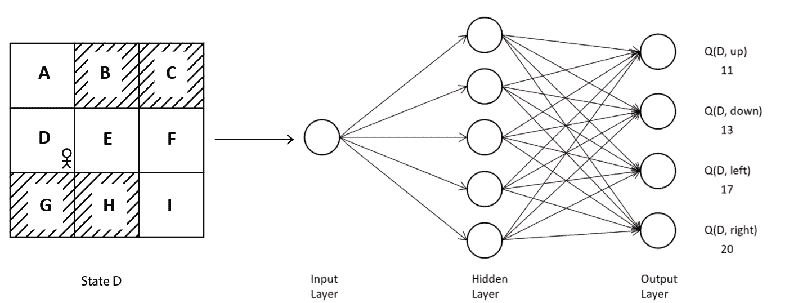 A B C
D E F
G H I
State D
Input
Layer
Hidden
Layer
Output
Layer
Q(D, up)
11
Q(D, down)
13
Q(D, left)
17
Q(D, right)
20